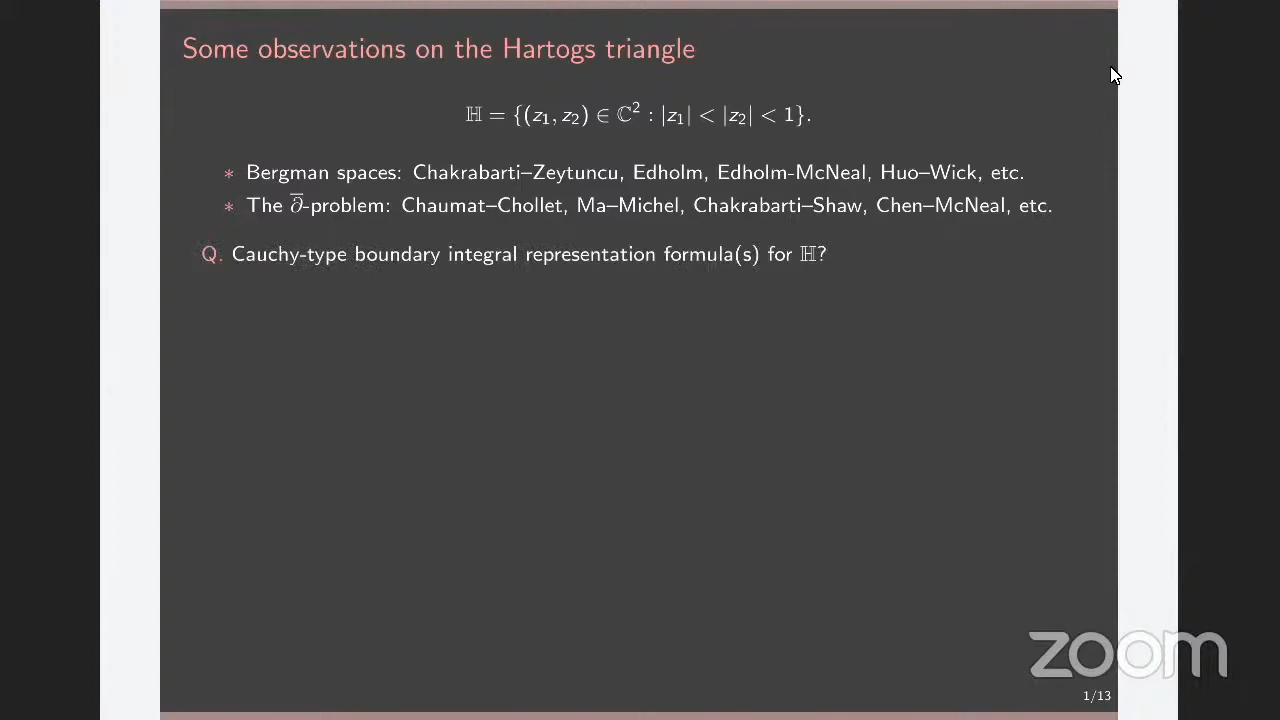 Some observations on the Hartogs triangle
ℍ = {(z₁, z₂) ∈ ℂ² : |z₁| < |z₂| < 1}.
* Bergman spaces: Chakrabarti–Zeytuncu, Edholm, Edholm-McNeal, Huo–Wick, etc.
* The ∂̅-problem: Chaumat–Chollet, Ma–Michel, Chakrabarti–Shaw, Chen–McNeal, etc.
Q. Cauchy-type boundary integral representation formula(s) for ℍ?
zoom
1/13